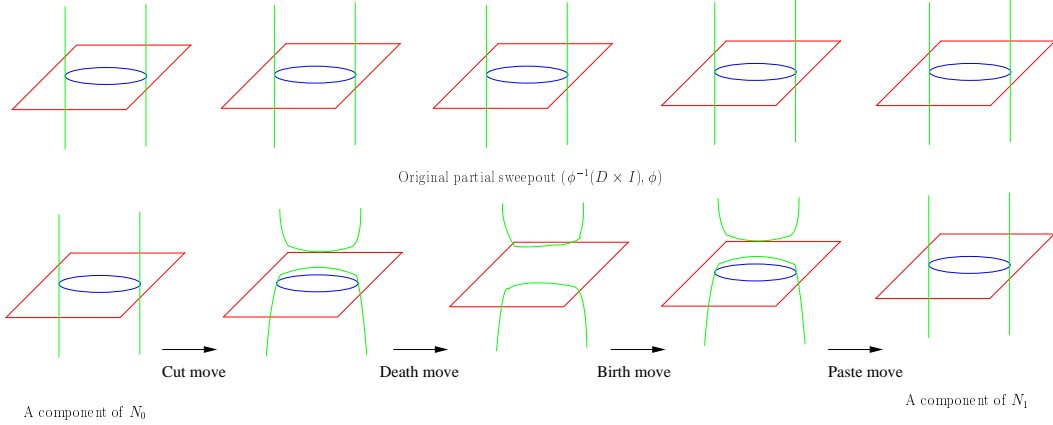 Original partial sweepout (ϕ⁻¹(D × I), ϕ)
Cut move
Death move
Birth move
Paste move
A component of N₀
A component of N₁